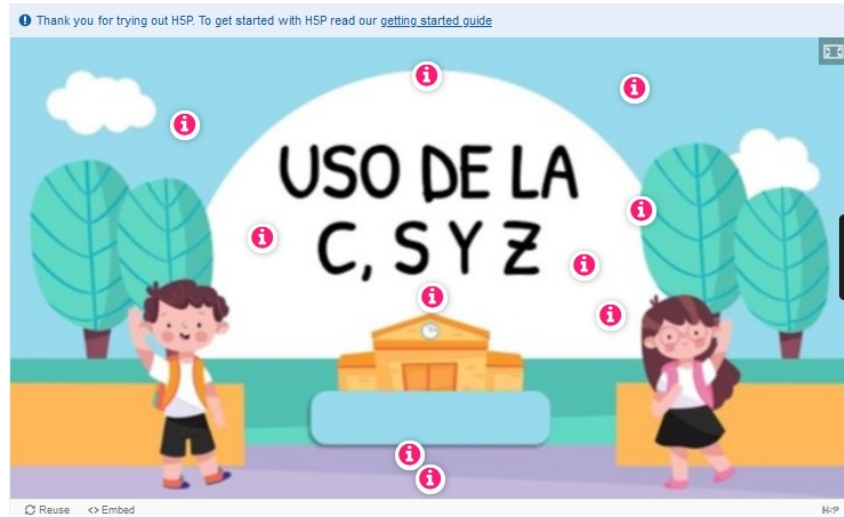 Thank you for trying out H5P. To get started with H5P read our getting started guide
USO DE LA
C, S Y Z
Reuse
<> Embed
H-P